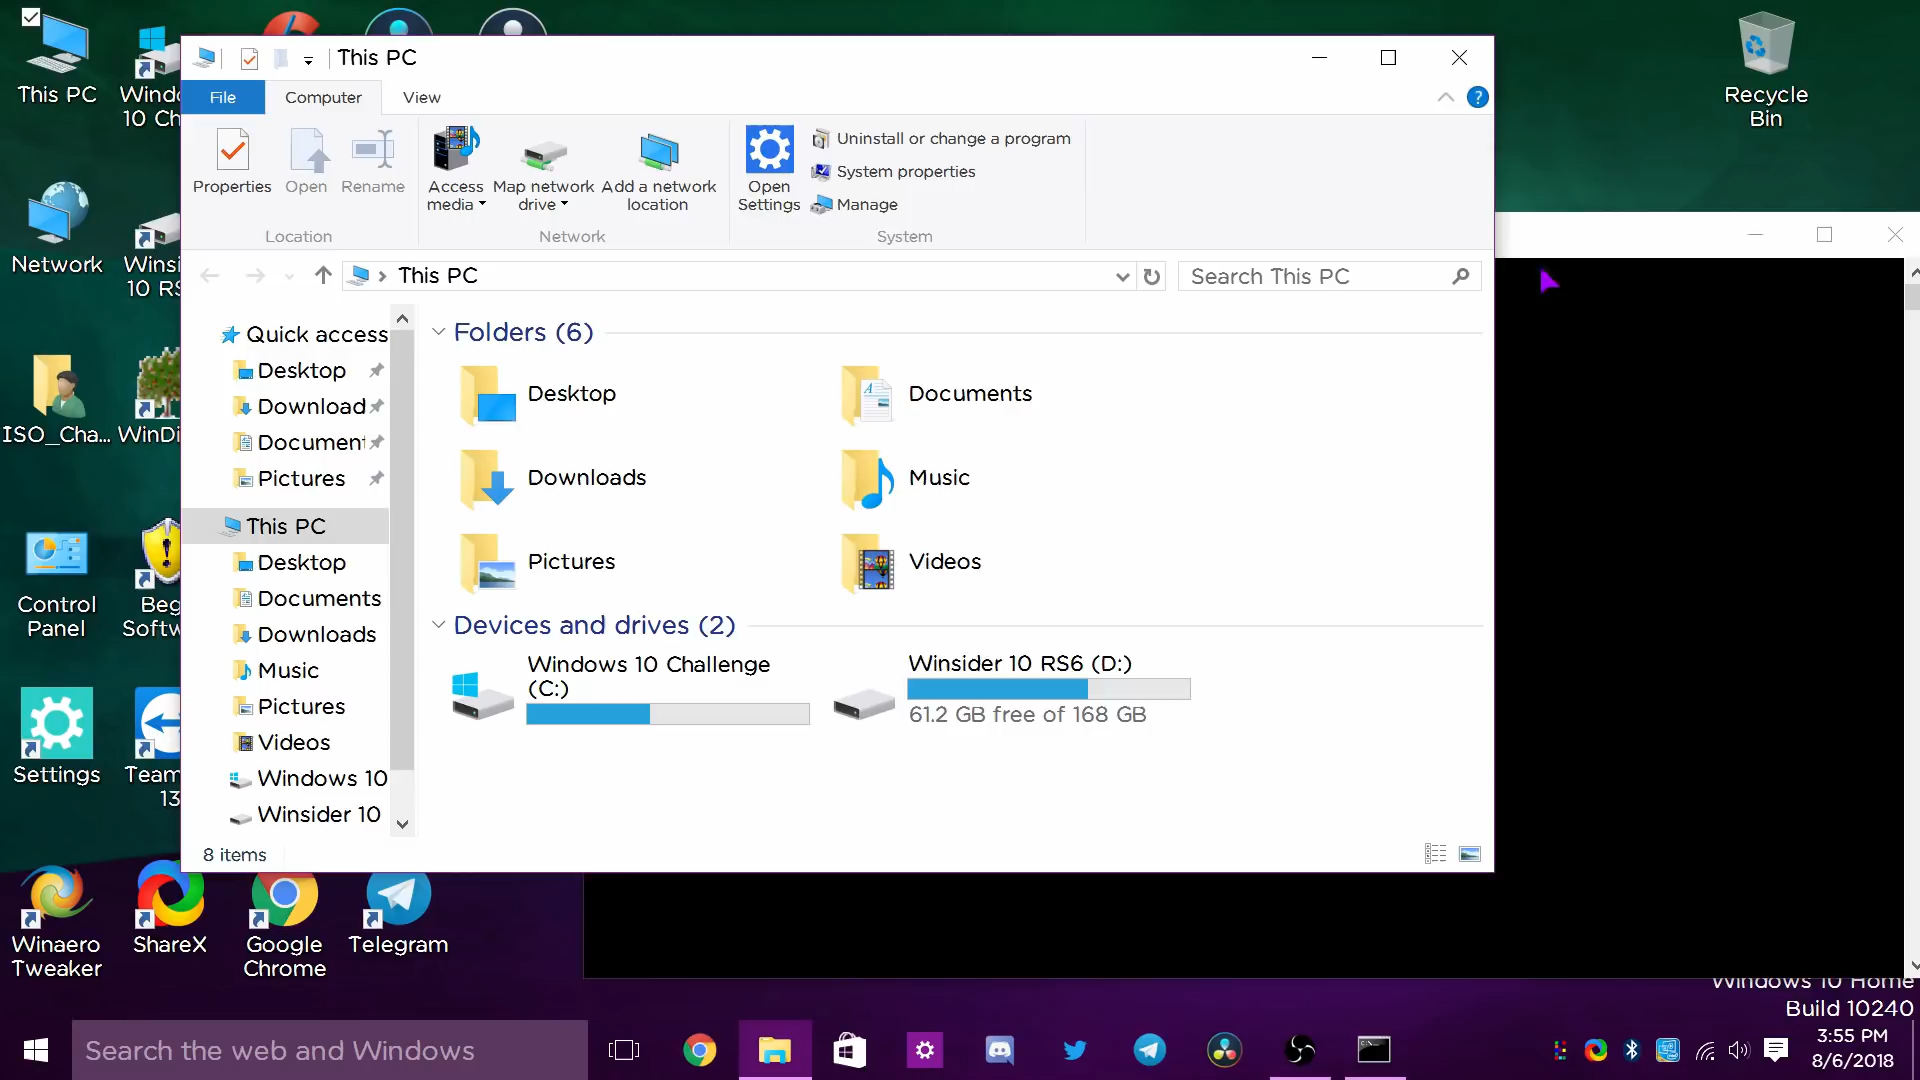 This PC
File
Computer
View
Properties
Open
Rename
Access
media
Map network
drive
Add a network
location
Open
Settings
Uninstall or change a program
System properties
Manage
Location
Network
System
This PC
Search This PC
Quick access
Desktop
Download
Document
Pictures
This PC
Desktop
Documents
Downloads
Music
Pictures
Videos
Windows 10
Winsider 10
Folders (6)
Desktop
Documents
Downloads
Music
Pictures
Videos
Devices and drives (2)
Windows 10 Challenge
(C:)
Winsider 10 RS6 (D:)
61.2 GB free of 168 GB
8 items
This PC
Windo
10 Ch
Network
Winsi
10 RS
ISO_Cha...
WinDi
Control
Panel
Beg
Softw
Settings
Team
13
Winaero
Tweaker
ShareX
Google
Chrome
Telegram
Recycle
Bin
Windows 10 Home
Build 10240
Search the web and Windows
3:55 PM
8/6/2018